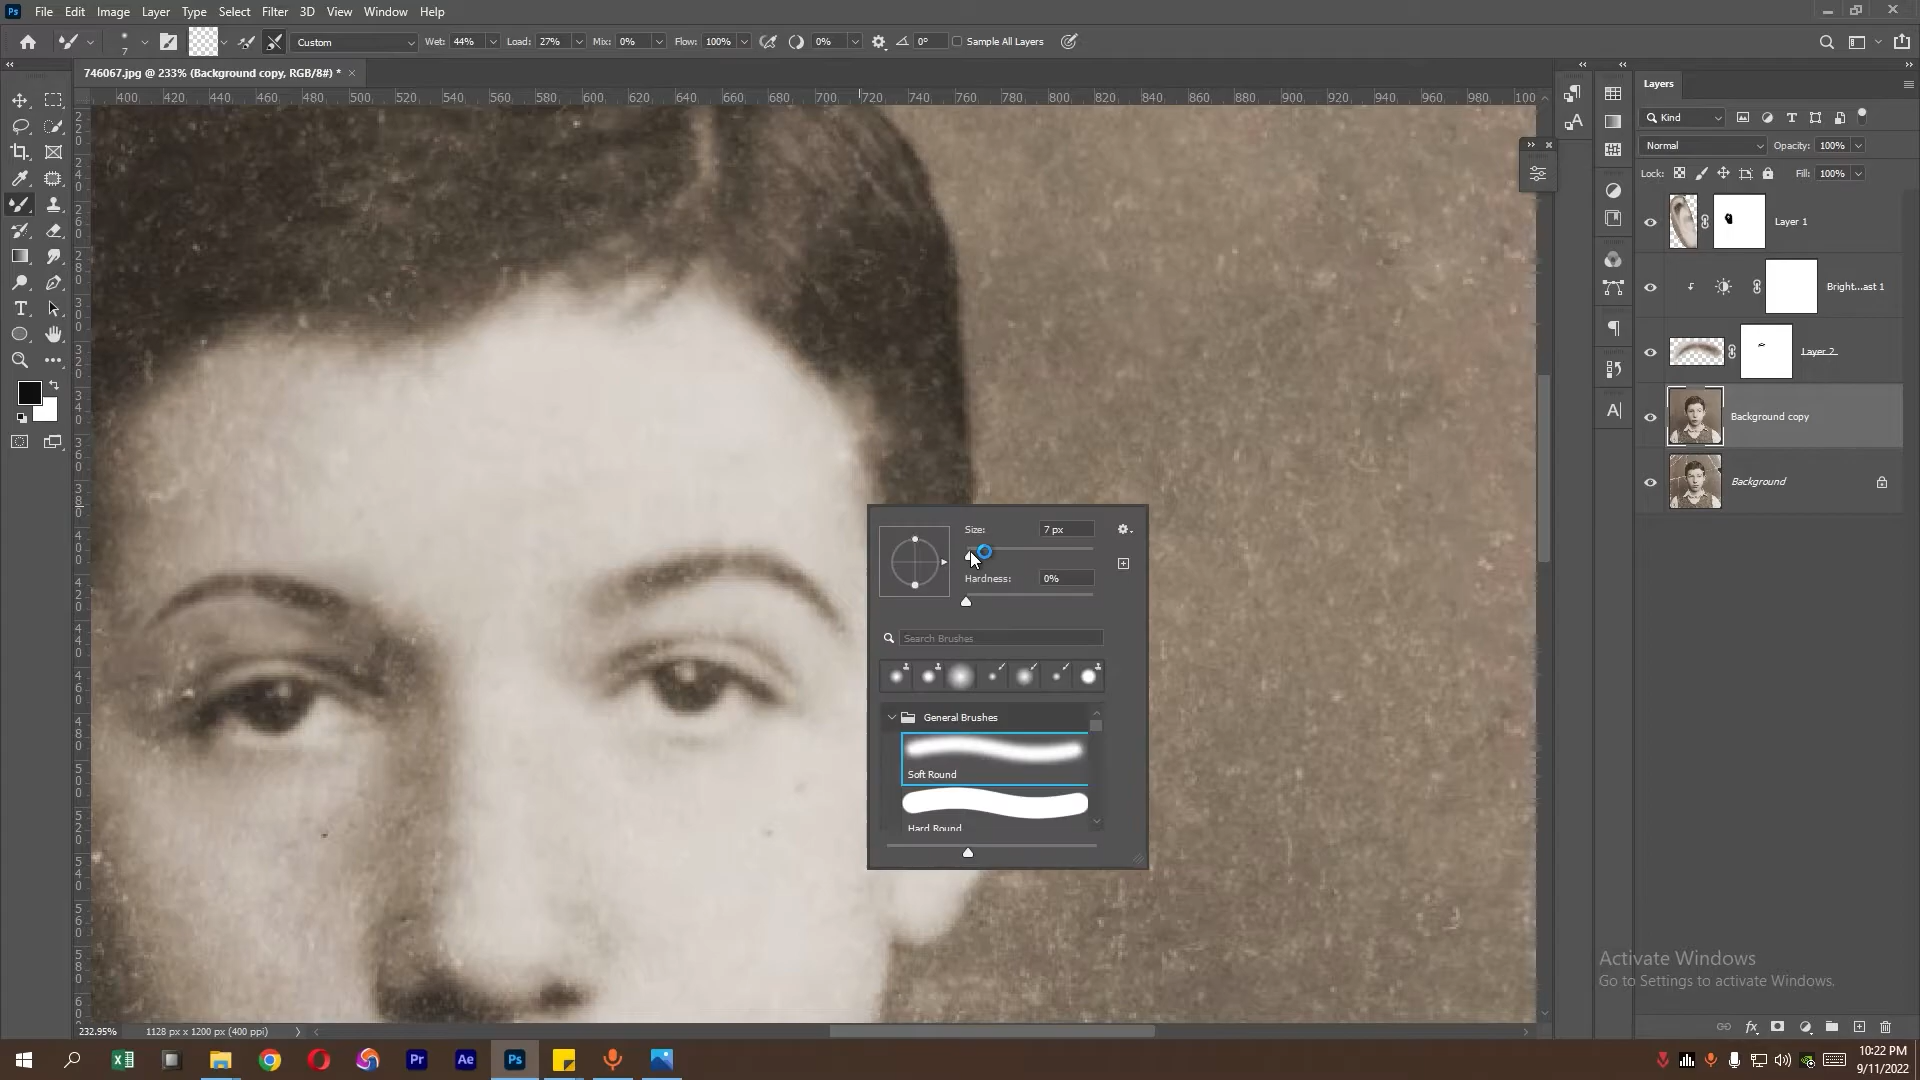 Ps File Edit Image Layer Type Select Filter 3D View Window Help
7 Custom Wet: 44% Load: 27% Mix: 0% Flow: 100% 0% 0° Sample All Layers
746067.jpg @ 233% (Background copy, RGB/8#) * ×
400 420 440 460 480 500 520 540 560 580 600 620 640 660 680 700 720 740 760 780 800 820 840 860 880 900 920 940 960 980 100
Layers
Kind
Normal Opacity: 100%
Lock: Fill: 100%
Layer 1
Bright...ast 1
Layer 2
Background copy
Background
Size: 7 px
Hardness: 0%
Search Brushes
General Brushes
Soft Round
Hard Round
Activate Windows
Go to Settings to activate Windows.
232.95% 1128 px x 1200 px (400 ppi)
Pr Ae Ps
10:22 PM
9/11/2022